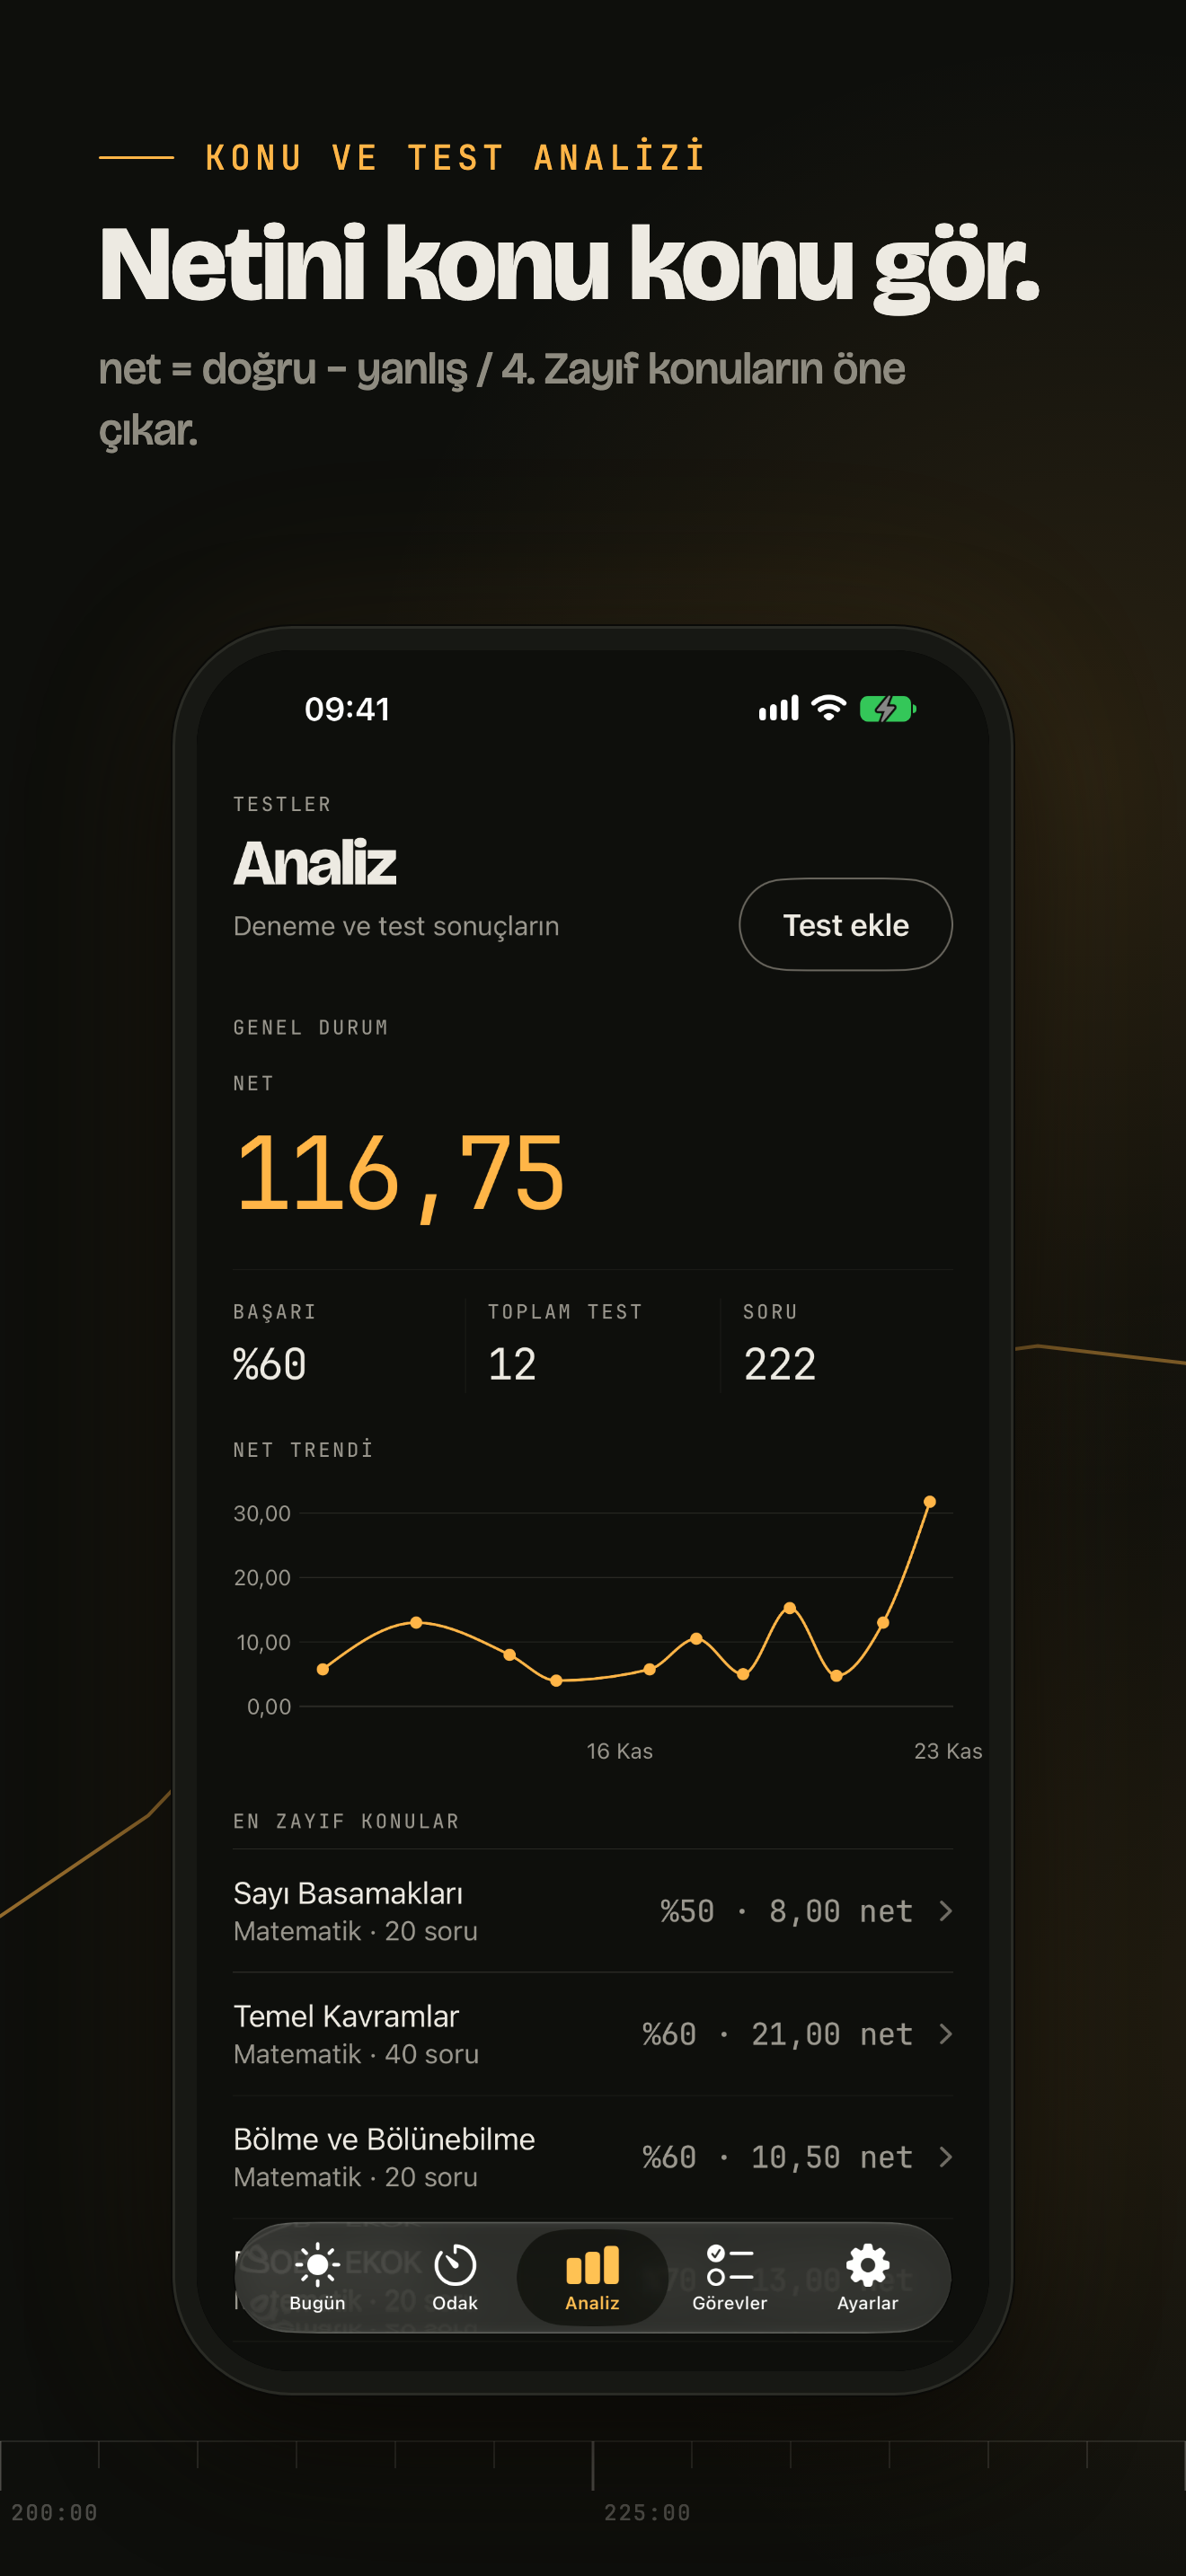 KONU VE TEST ANALİZİ
Netini konu konu gör.
net = doğru − yanlış / 4. Zayıf konuların öne
çıkar.
09:41
TESTLER
Analiz
Deneme ve test sonuçların
Test ekle
GENEL DURUM
NET
116,75
BAŞARI TOPLAM TEST SORU
%60 12 222
NET TRENDİ
30,00
20,00
10,00
0,00
16 Kas 23 Kas
EN ZAYIF KONULAR
Sayı Basamakları
Matematik · 20 soru
%50 · 8,00 net
Temel Kavramlar
Matematik · 40 soru
%60 · 21,00 net
Bölme ve Bölünebilme
Matematik · 20 soru
%60 · 10,50 net
EKOK
13,00
Bugün Odak Analiz Görevler Ayarlar
200:00 225:00